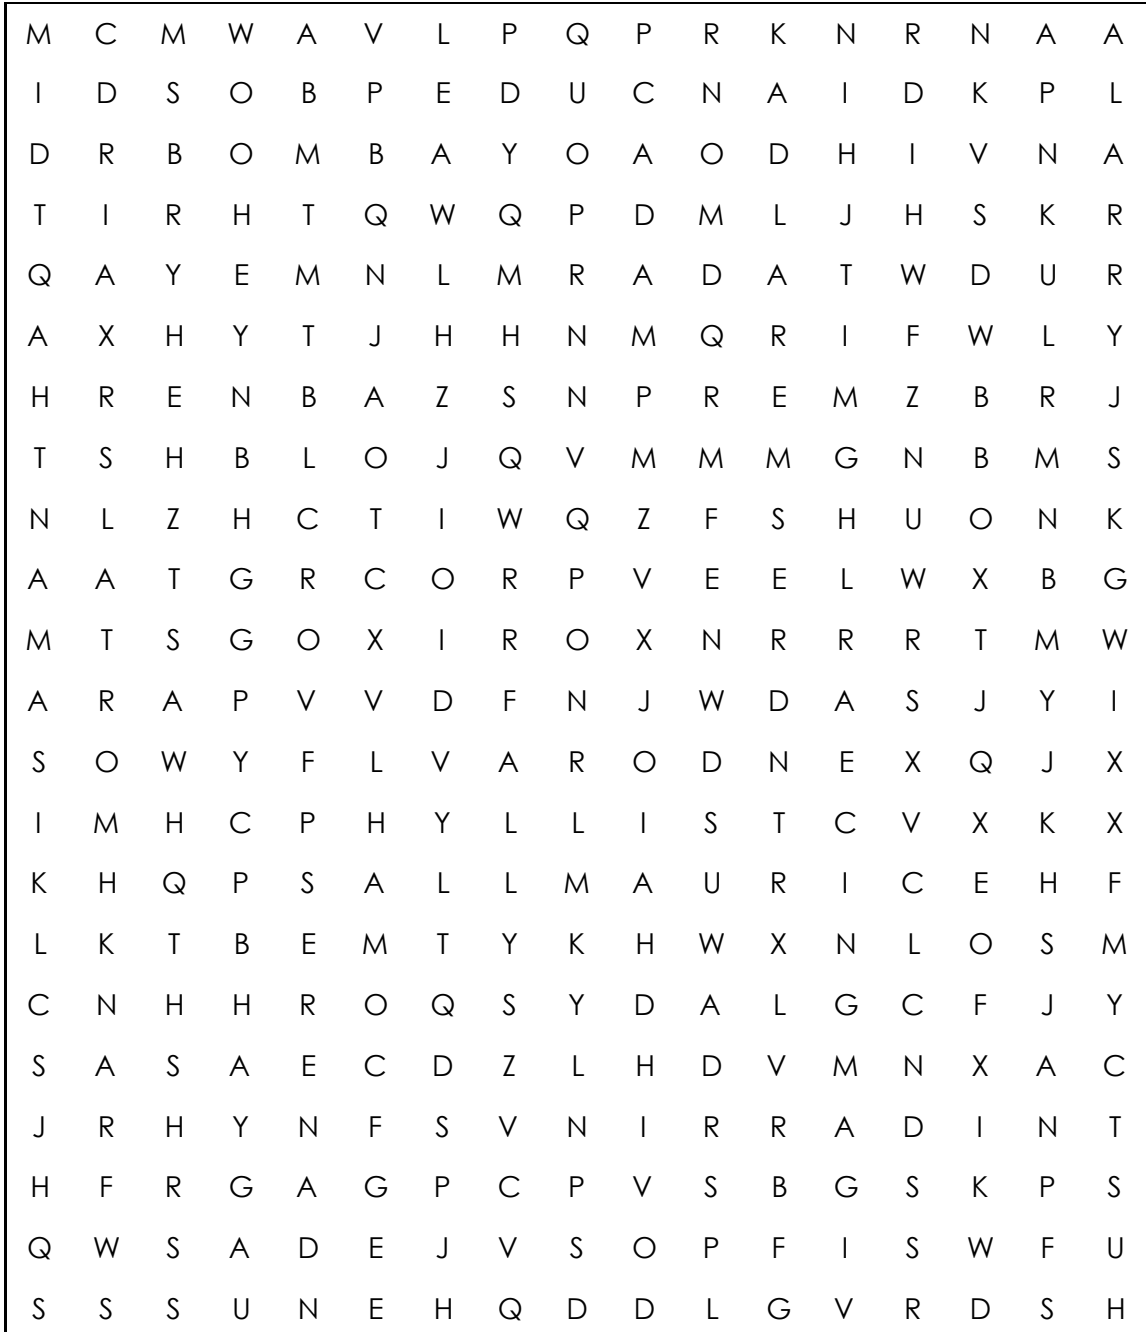 M C M W A V L P Q P R K N R N A A
I D S O B P E D U C N A I D K P L
D R B O M B A Y O A O D H I V N A
T I R H T Q W Q P D M L J H S K R
Q A Y E M N L M R A D A T W D U R
A X H Y T J H H N M Q R I F W L Y
H R E N B A Z S N P R E M Z B R J
T S H B L O J Q V M M M G N B M S
N L Z H C T I W Q Z F S H U O N K
A A T G R C O R P V E E L W X B G
M T S G O X I R O X N R R R T M W
A R A P V V D F N J W D A S J Y I
S O W Y F L V A R O D N E X Q J X
I M H C P H Y L L I S T C V X K X
K H Q P S A L L M A U R I C E H F
L K T B E M T Y K H W X N L O S M
C N H H R O Q S Y D A L G C F J Y
S A S A E C D Z L H D V M N X A C
J R H Y N F S V N I R R A D I N T
H F R G A G P C P V S B G S K P S
Q W S A D E J V S O P F I S W F U
S S S U N E H Q D D L G V R D S H